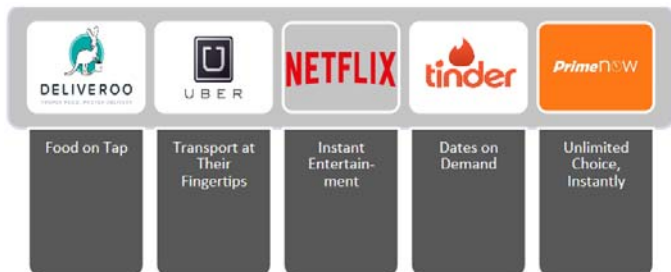 DELIVEROO
UBER
NETFLIX
tinder
Primenow
Food on Tap
Transport at
Their
Fingertips
Instant
Entertain-
ment
Dates on
Demand
Unlimited
Choice,
Instantly